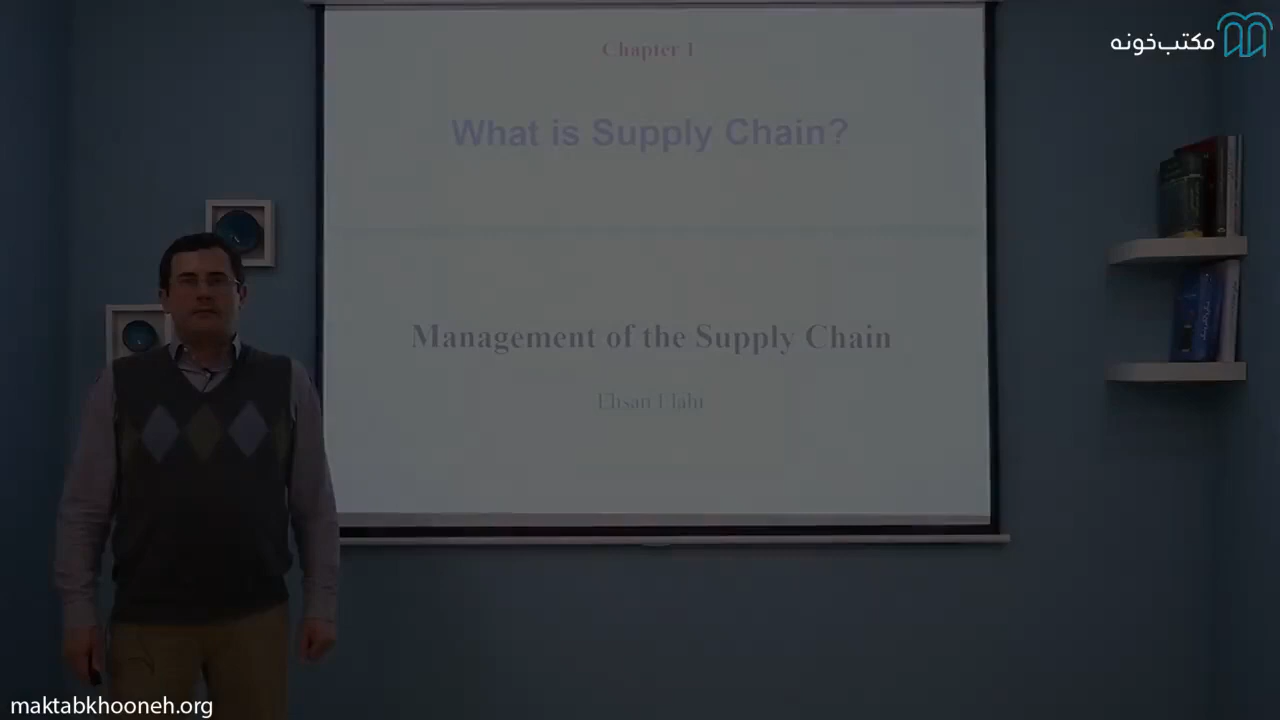 مکتب‌خونه
Chapter 1
What is Supply Chain?
Management of the Supply Chain
Ehsan Elahi
maktabkhooneh.org